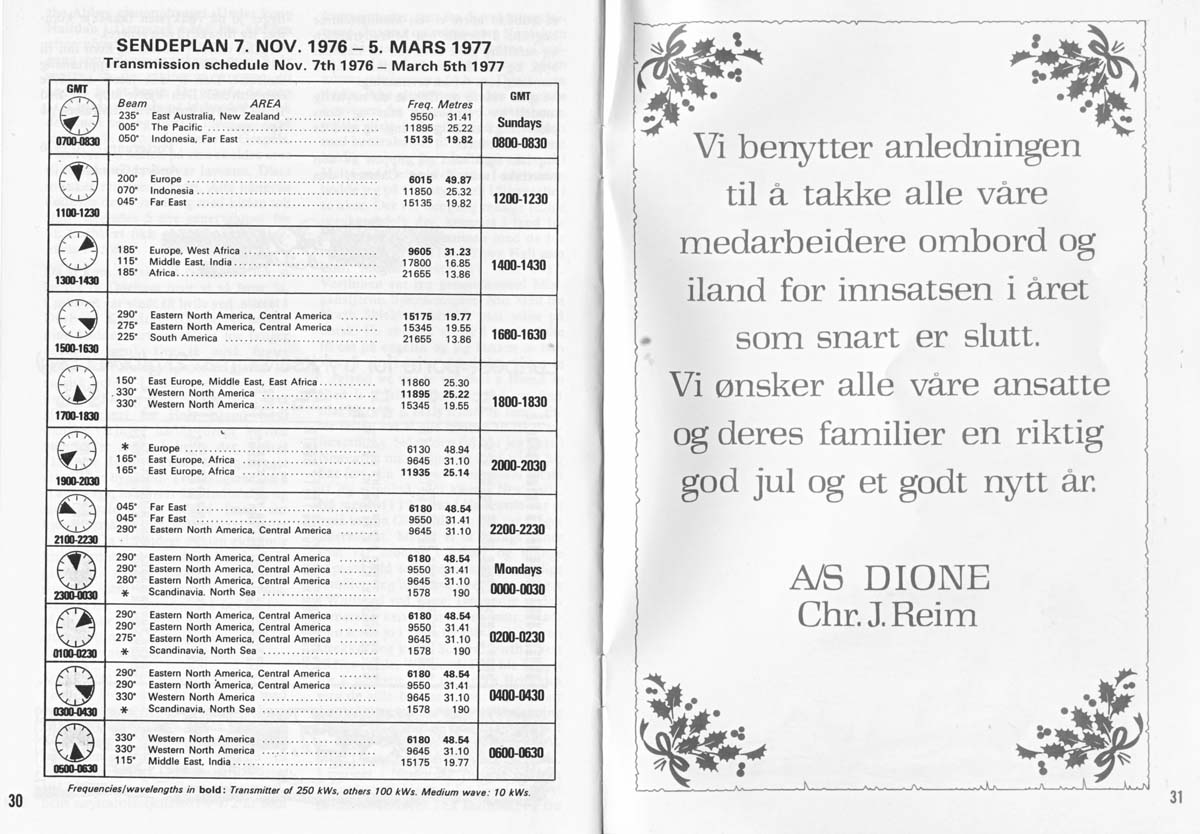 SENDEPLAN 7. NOV. 1976 – 5. MARS 1977
Transmission schedule Nov. 7th 1976 – March 5th 1977
GMT Beam AREA Freq. Metres GMT
235° East Australia, New Zealand 9550 31.41 Sundays
005° The Pacific 11895 25.22
0700-0830 050° Indonesia, Far East 15135 19.82 0800-0830
200° Europe 6015 49.87
070° Indonesia 11850 25.32 1200-1230
045° Far East 15135 19.82
1100-1230
185° Europe, West Africa 9605 31.23
115° Middle East, India 17800 16.85 1400-1430
185° Africa 21655 13.86
1300-1430
290° Eastern North America, Central America 15175 19.77
275° Eastern North America, Central America 15345 19.55
225° South America 21655 13.86 1680-1630
1500-1630
150° East Europe, Middle East, East Africa 11860 25.30
330° Western North America 11895 25.22
330° Western North America 15345 19.55 1800-1830
1700-1830
* Europe 6130 48.94
165° East Europe, Africa 9645 31.10 2000-2030
165° East Europe, Africa 11935 25.14
1900-2030
045° Far East 6180 48.54
045° Far East 9550 31.41
290° Eastern North America, Central America 9645 31.10 2200-2230
2100-2230
290° Eastern North America, Central America 6180 48.54
290° Eastern North America, Central America 9550 31.41 Mondays
280° Eastern North America, Central America 9645 31.10
2300-0030 * Scandinavia. North Sea 1578 190 0000-0030
290° Eastern North America, Central America 6180 48.54
290° Eastern North America, Central America 9550 31.41
275° Eastern North America, Central America 9645 31.10 0200-0230
0100-0230 * Scandinavia, North Sea 1578 190
290° Eastern North America, Central America 6180 48.54
290° Eastern North America, Central America 9550 31.41
330° Western North America 9645 31.10 0400-0430
0300-0430 * Scandinavia, North Sea 1578 190
330° Western North America 6180 48.54
330° Western North America 9645 31.10 0600-0630
115° Middle East, India 15175 19.77
0500-0630
Frequencies/wavelengths in bold: Transmitter of 250 kWs, others 100 kWs. Medium wave: 10 kWs.
30
Vi benytter anledningen
til å takke alle våre
medarbeidere ombord og
iland for innsatsen i året
som snart er slutt.
Vi ønsker alle våre ansatte
og deres familier en riktig
god jul og et godt nytt år.
A/S DIONE
Chr. J. Reim
31